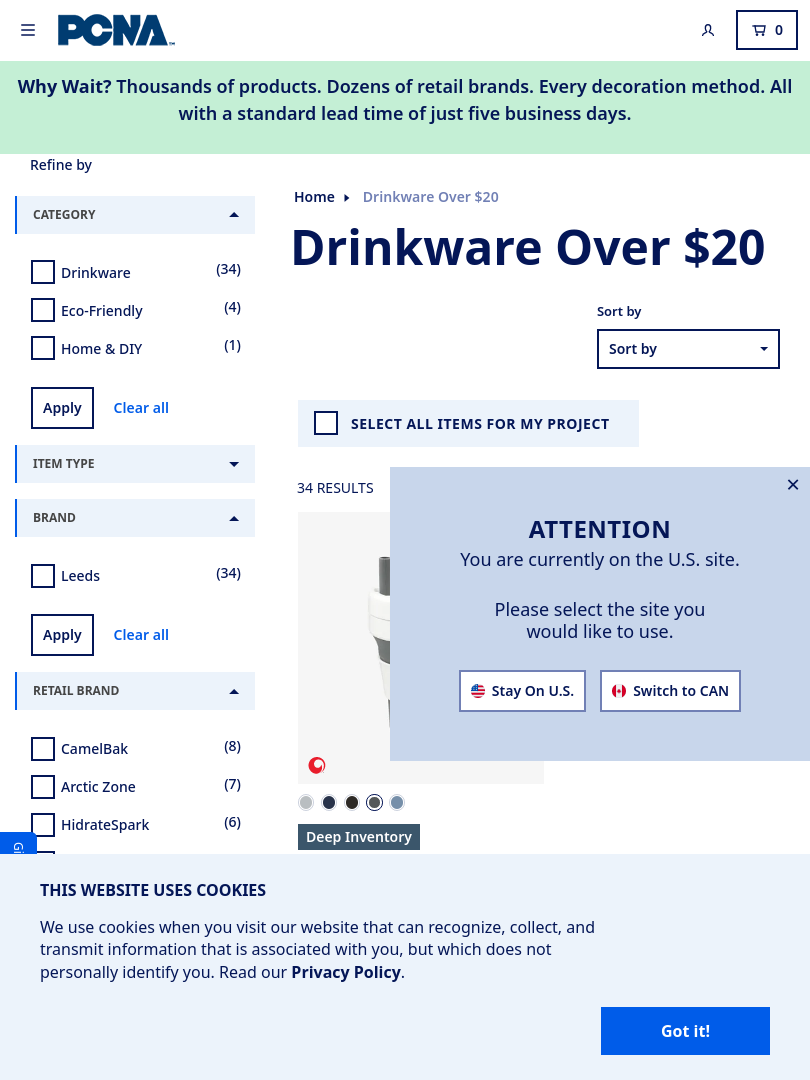 PCNA
0
Why Wait? Thousands of products. Dozens of retail brands. Every decoration method. All
with a standard lead time of just five business days.
Refine by
CATEGORY
Drinkware (34)
Eco-Friendly (4)
Home & DIY (1)
Apply Clear all
ITEM TYPE
BRAND
Leeds (34)
Apply Clear all
RETAIL BRAND
CamelBak (8)
Arctic Zone (7)
HidrateSpark (6)
Home Drinkware Over $20
Drinkware Over $20
Sort by
Sort by
SELECT ALL ITEMS FOR MY PROJECT
34 RESULTS
Deep Inventory
ATTENTION
You are currently on the U.S. site.
Please select the site you
would like to use.
Stay On U.S. Switch to CAN
THIS WEBSITE USES COOKIES
We use cookies when you visit our website that can recognize, collect, and
transmit information that is associated with you, but which does not
personally identify you. Read our Privacy Policy.
Got it!